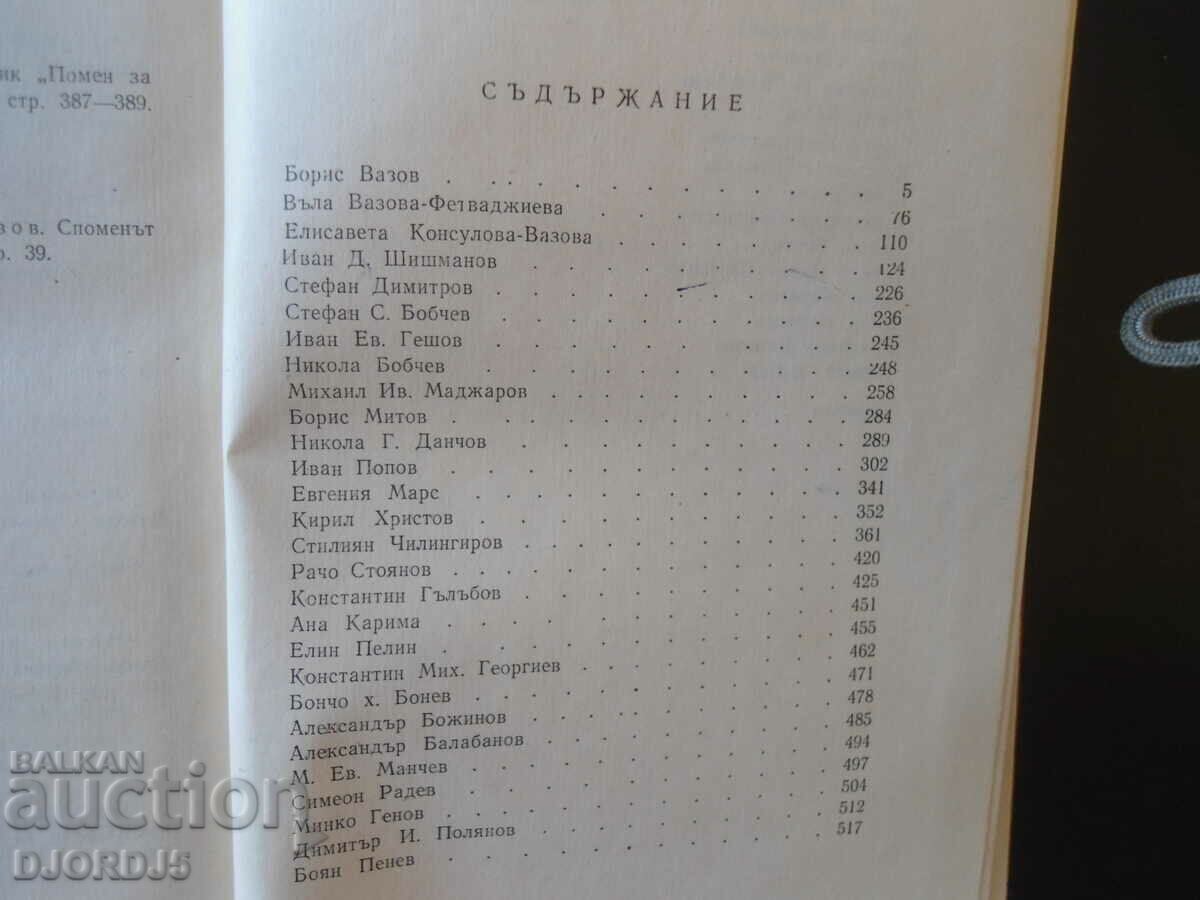 ик „Помен за
стр. 387—389.
вов. Споменът
р. 39.
СЪДЪРЖАНИЕ
Борис Вазов . . . . . . . . . . . . 5
Въла Вазова-Фетваджиева . . . . . . . . 76
Елисавета Консулова-Вазова . . . . . . . 110
Иван Д. Шишманов . . . . . . . . . 124
Стефан Димитров . . . . . . . . . . 226
Стефан С. Бобчев . . . . . . . . . . 236
Иван Ев. Гешов . . . . . . . . . . 245
Никола Бобчев . . . . . . . . . . 248
Михаил Ив. Маджаров . . . . . . . . 258
Борис Митов . . . . . . . . . . . 284
Никола Г. Данчов . . . . . . . . . 289
Иван Попов . . . . . . . . . . . 302
Евгения Марс . . . . . . . . . . 341
Кирил Христов . . . . . . . . . . 352
Стилиян Чилингиров . . . . . . . . . 361
Рачо Стоянов . . . . . . . . . . . 420
Константин Гълъбов . . . . . . . . . 425
Ана Карима . . . . . . . . . . . 451
Елин Пелин . . . . . . . . . . . 455
Константин Мих. Георгиев . . . . . . . 462
Бончо х. Бонев . . . . . . . . . . 471
Александър Божинов . . . . . . . . . 478
Александър Балабанов . . . . . . . . 485
М. Ев. Манчев . . . . . . . . . . 494
Симеон Радев . . . . . . . . . . 497
Минко Генов . . . . . . . . . . . 504
Димитър И. Полянов . . . . . . . . 512
Боян Пенев . . . . . . . . . . . 517
BALKAN
auction
DJORDJ5